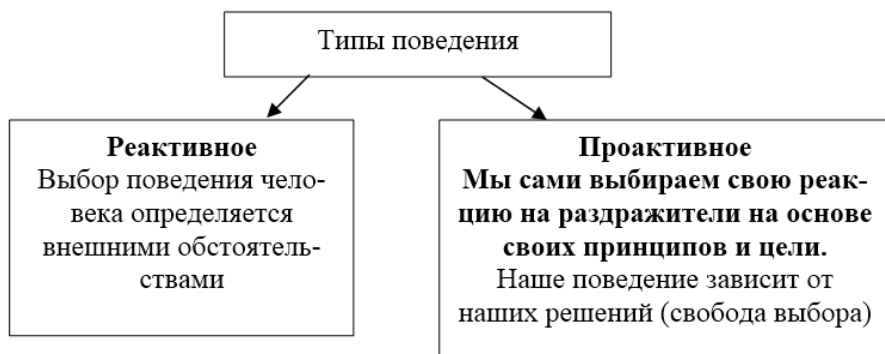 Типы поведения
Реактивное
Выбор поведения чело-
века определяется
внешними обстоятель-
ствами
Проактивное
Мы сами выбираем свою реак-
цию на раздражители на основе
своих принципов и цели.
Наше поведение зависит от
наших решений (свобода выбора)